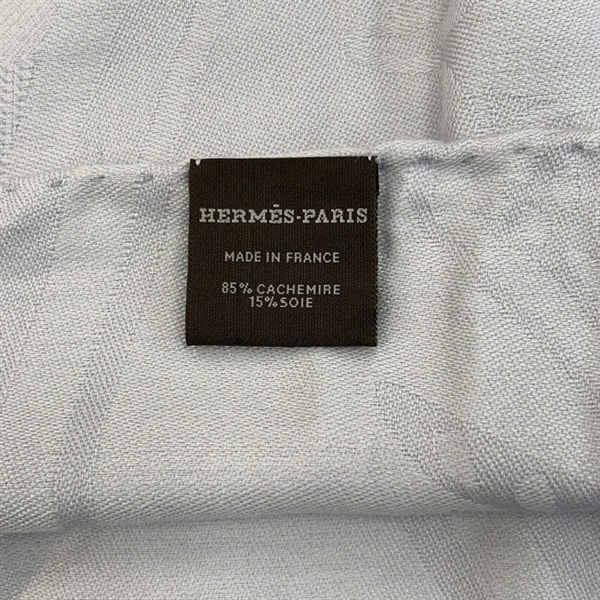 HERMÈS-PARIS
MADE IN FRANCE
85% CACHEMIRE
15% SOIE